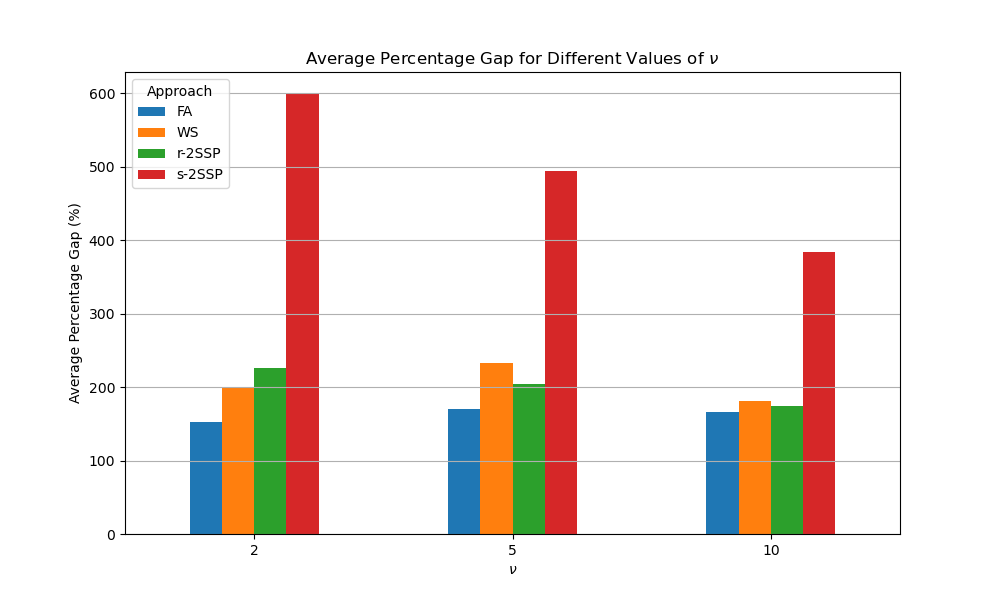 Average Percentage Gap for Different Values of ν
Average Percentage Gap (%)
600
500
400
300
200
100
0
Approach
FA
WS
r-2SSP
s-2SSP
2 5 10
ν